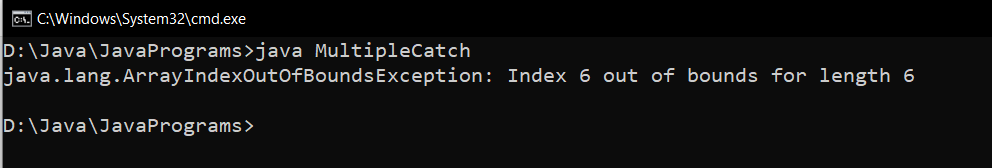 C:\Windows\System32\cmd.exe
D:\Java\JavaPrograms>java MultipleCatch
java.lang.ArrayIndexOutOfBoundsException: Index 6 out of bounds for length 6
D:\Java\JavaPrograms>